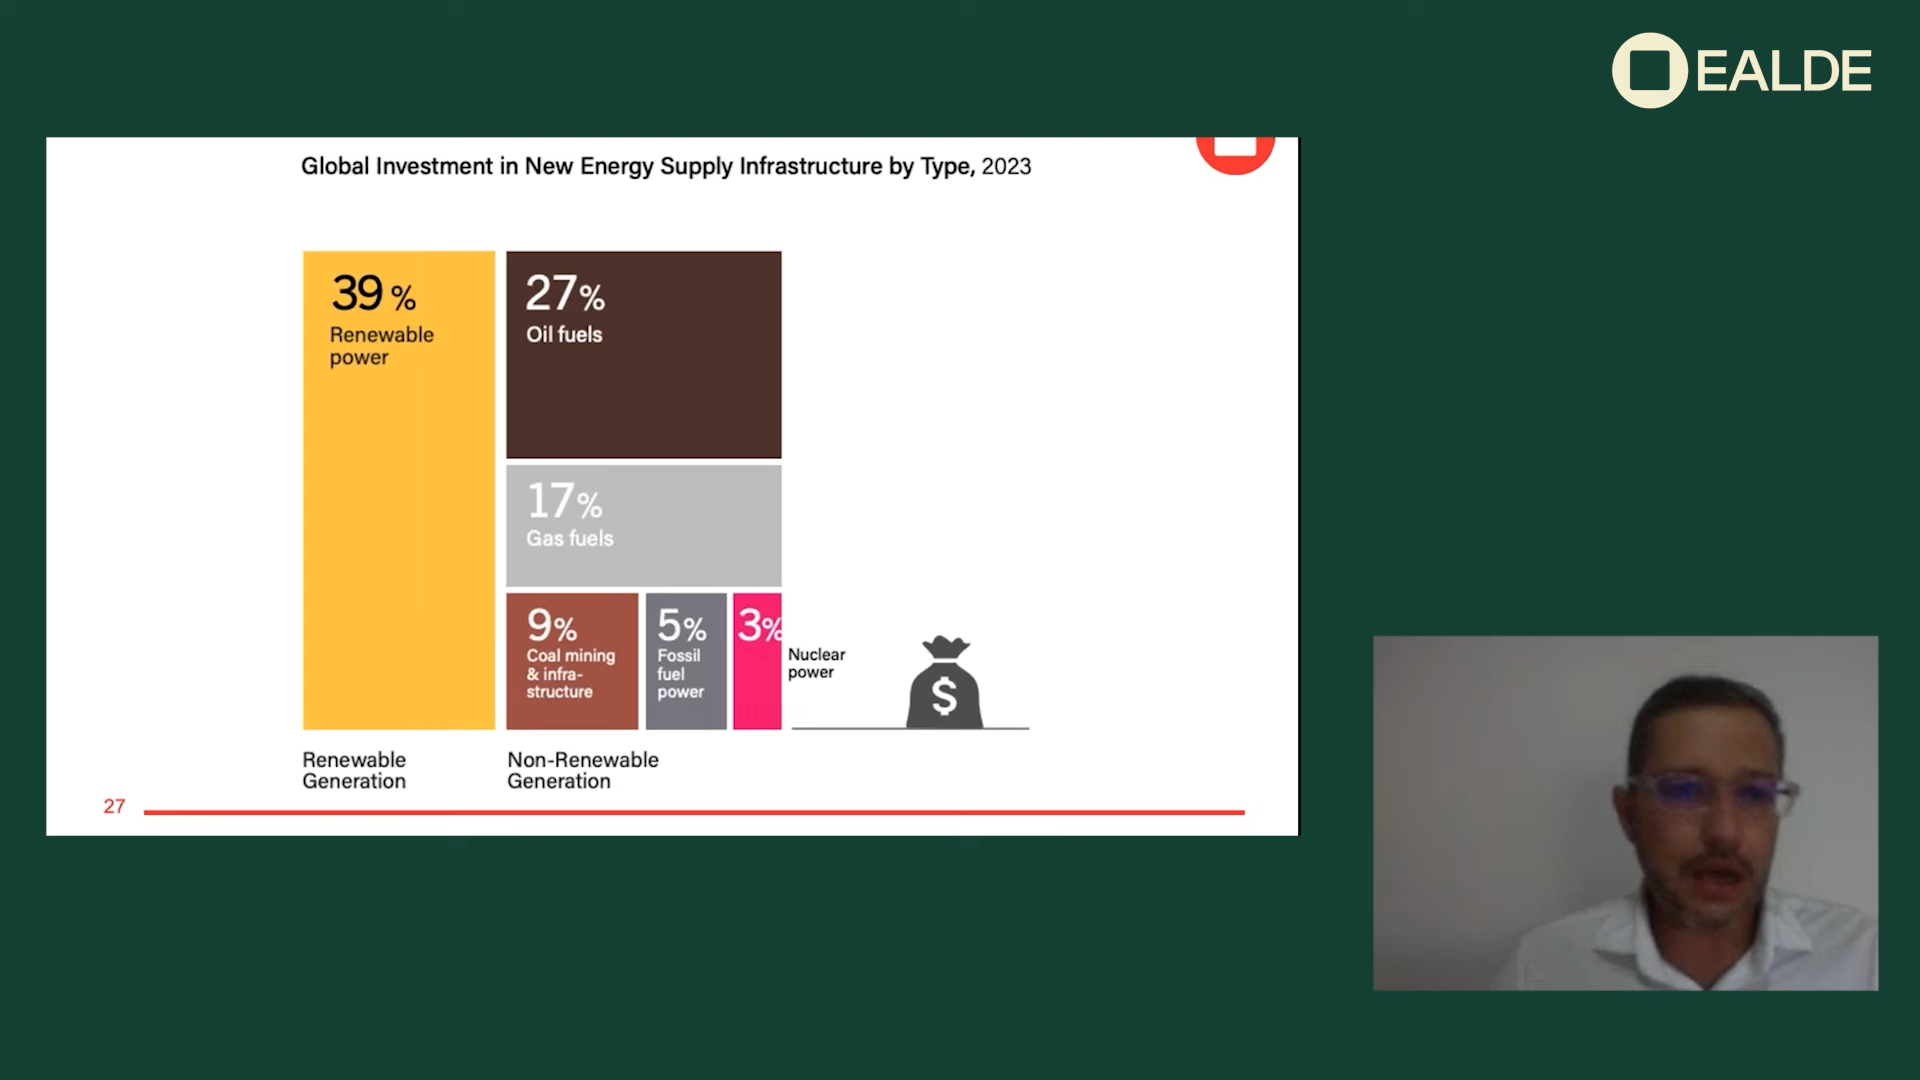 EALDE
Global Investment in New Energy Supply Infrastructure by Type, 2023
39 %
Renewable
power
27%
Oil fuels
17%
Gas fuels
9%
Coal mining
& infra-
structure
5%
Fossil
fuel
power
3%
Nuclear
power
$
Renewable
Generation
Non-Renewable
Generation
27